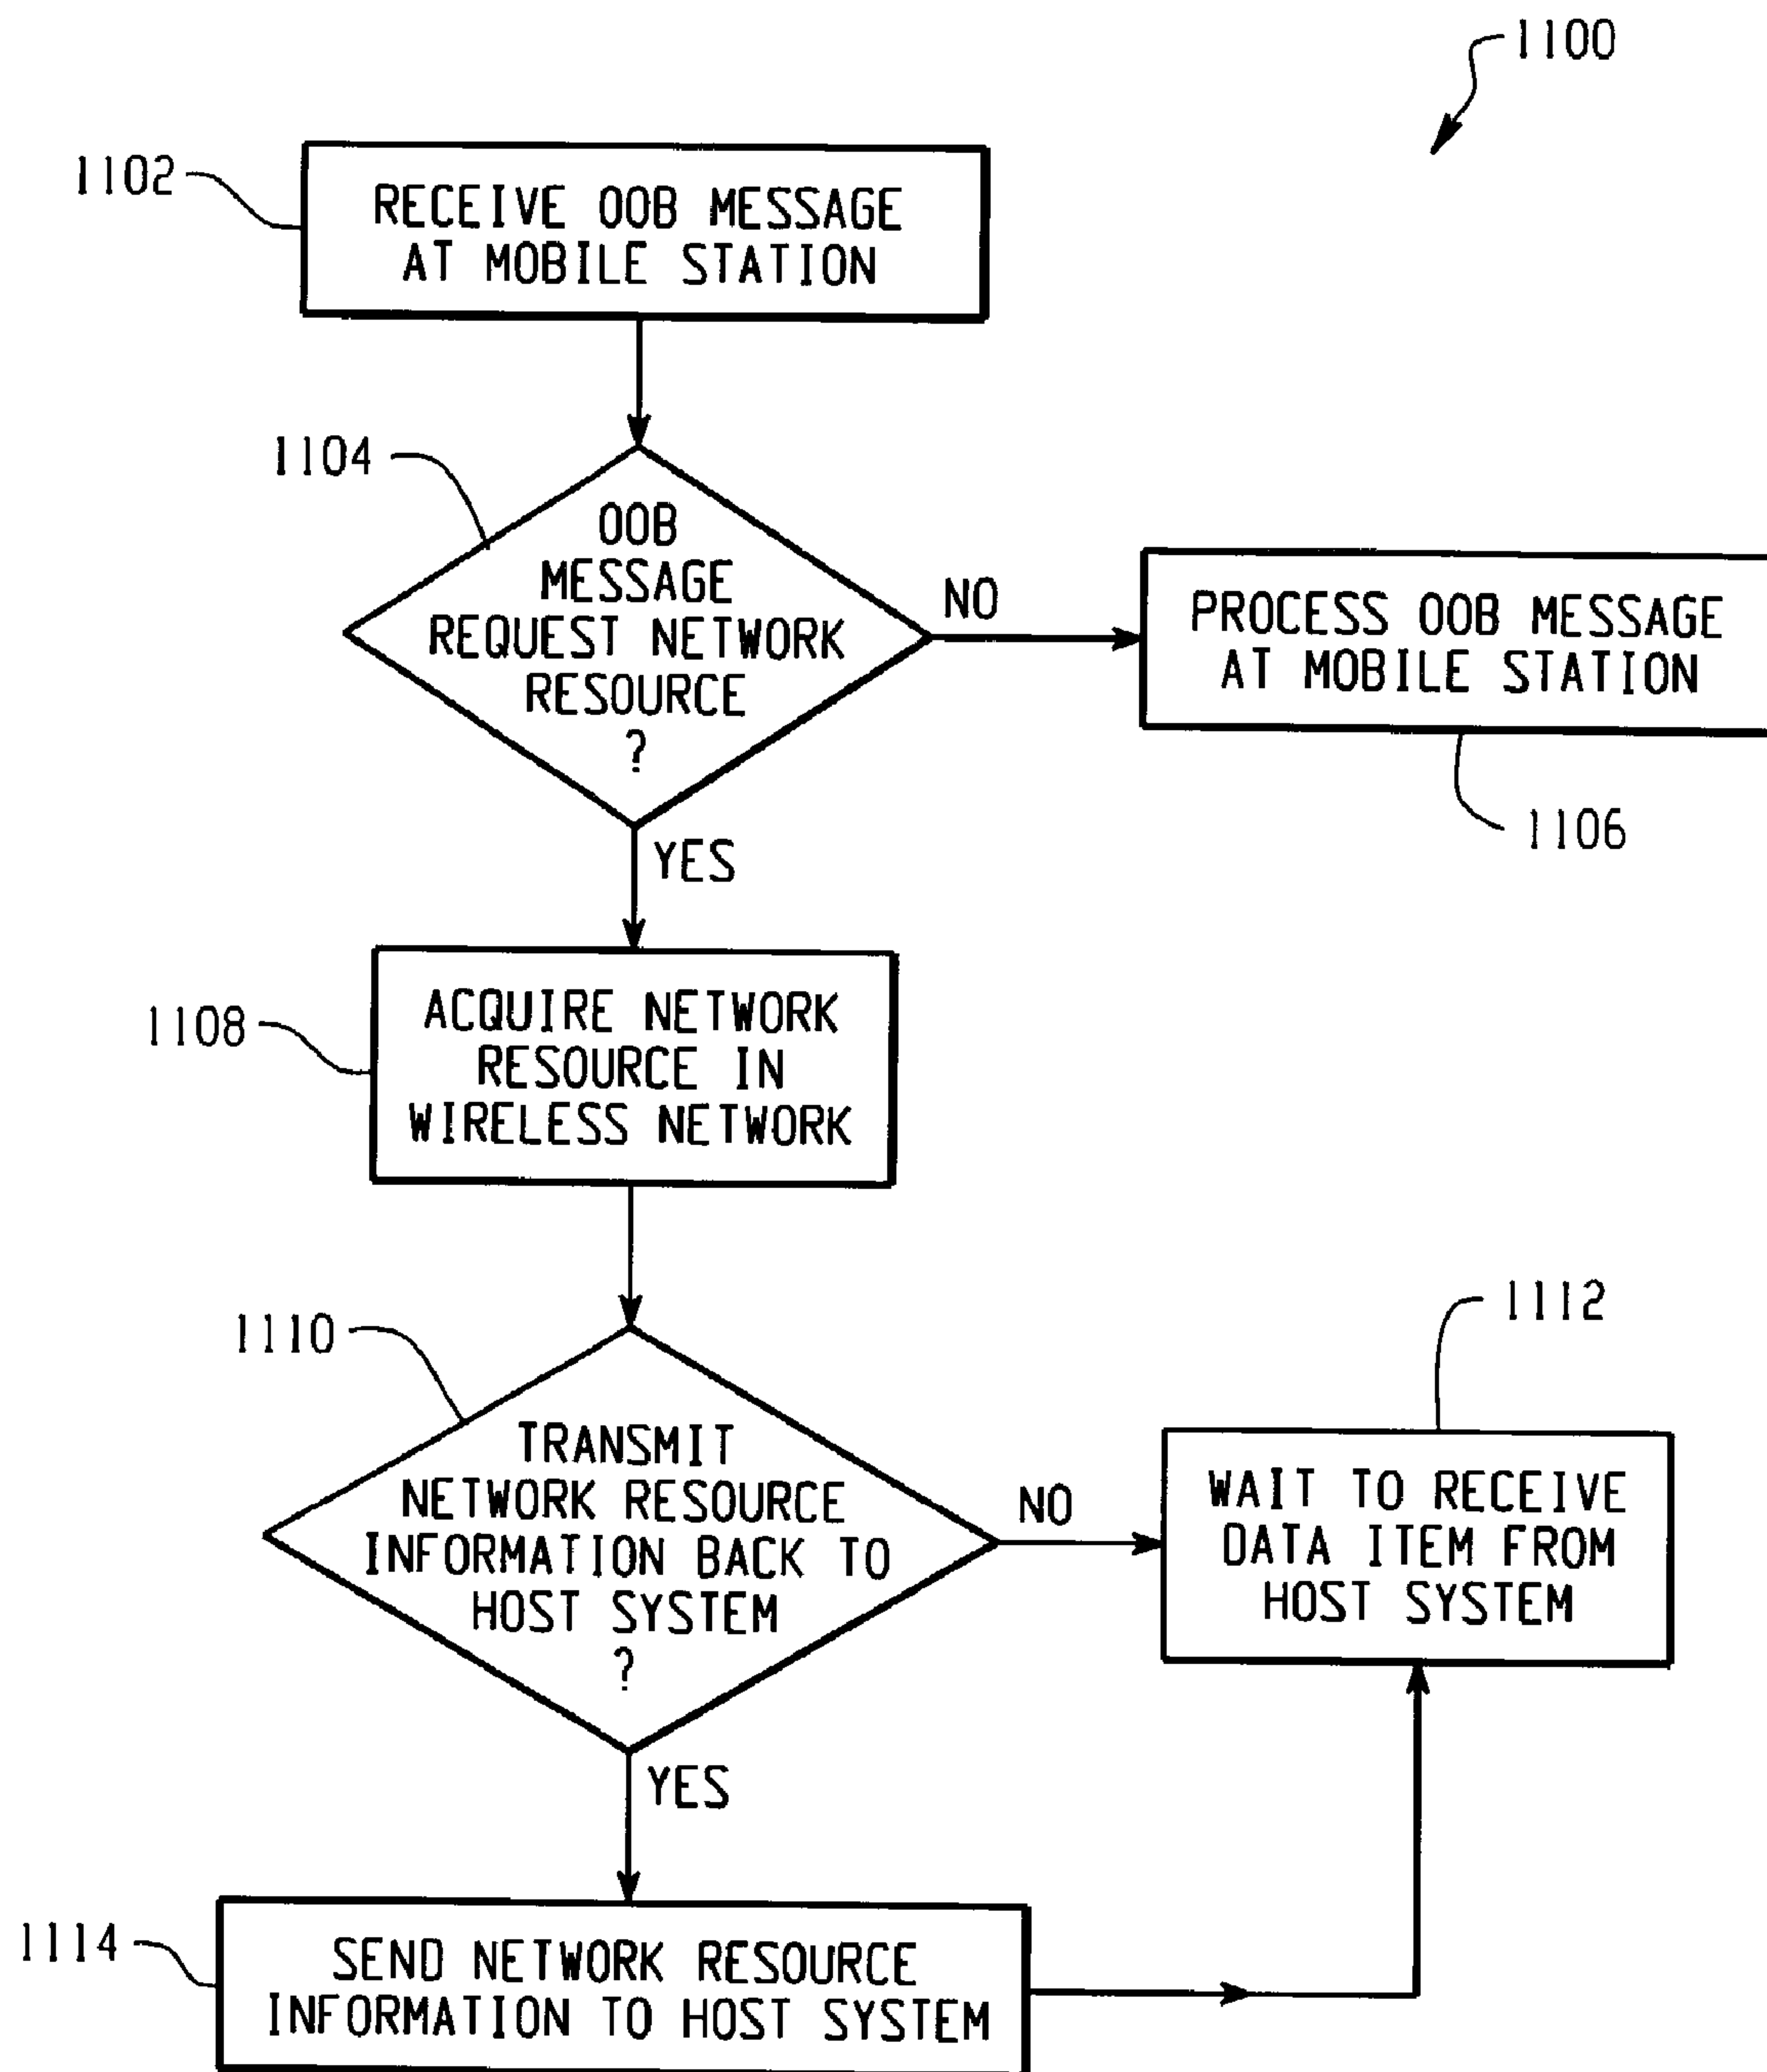 1100
1102
RECEIVE OOB MESSAGE
AT MOBILE STATION
1104
OOB
MESSAGE
REQUEST NETWORK
RESOURCE
?
NO
PROCESS OOB MESSAGE
AT MOBILE STATION
1106
YES
1108
ACQUIRE NETWORK
RESOURCE IN
WIRELESS NETWORK
1110
TRANSMIT
NETWORK RESOURCE
INFORMATION BACK TO
HOST SYSTEM
?
NO
1112
WAIT TO RECEIVE
DATA ITEM FROM
HOST SYSTEM
YES
1114
SEND NETWORK RESOURCE
INFORMATION TO HOST SYSTEM